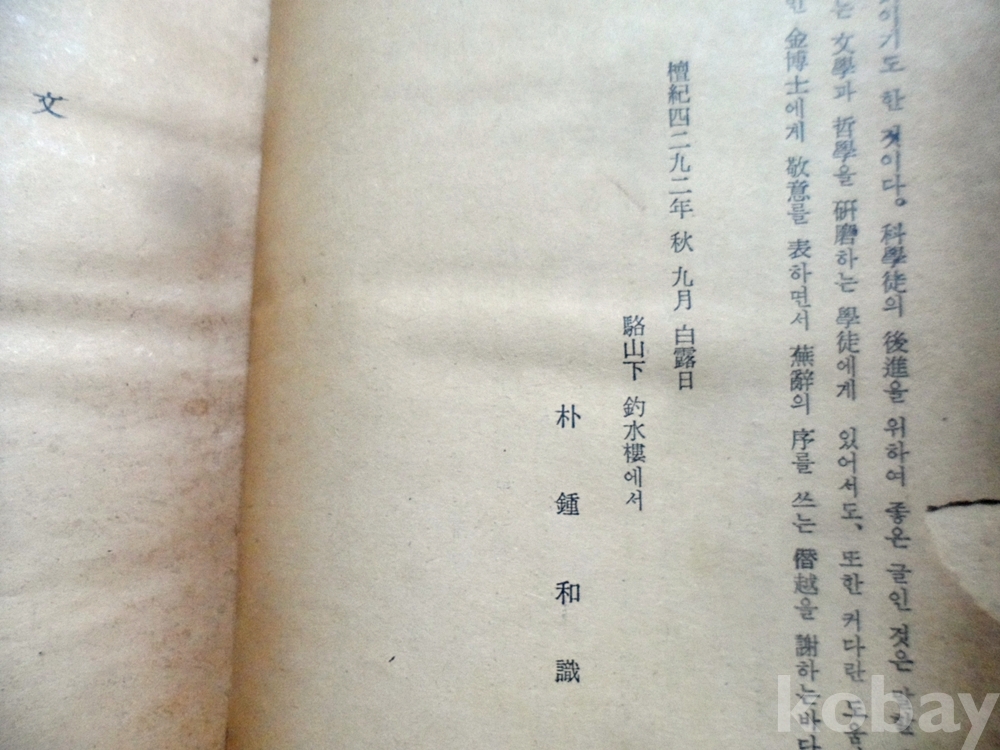 이기도 한 것이다。科學徒의 後進을 위하여 좋은 글인 것은 말할
는 文學과 哲學을 硏磨하는 學徒에게 있어서도、또한 커다란 도움
한 金博士에게 敬意를 表하면서 蕪辭의 序를 쓰는 僭越을 謝하는바
檀紀四二九二年 秋 九月 白露日
駱山下 釣水樓에서
朴鍾和識
文
kobay